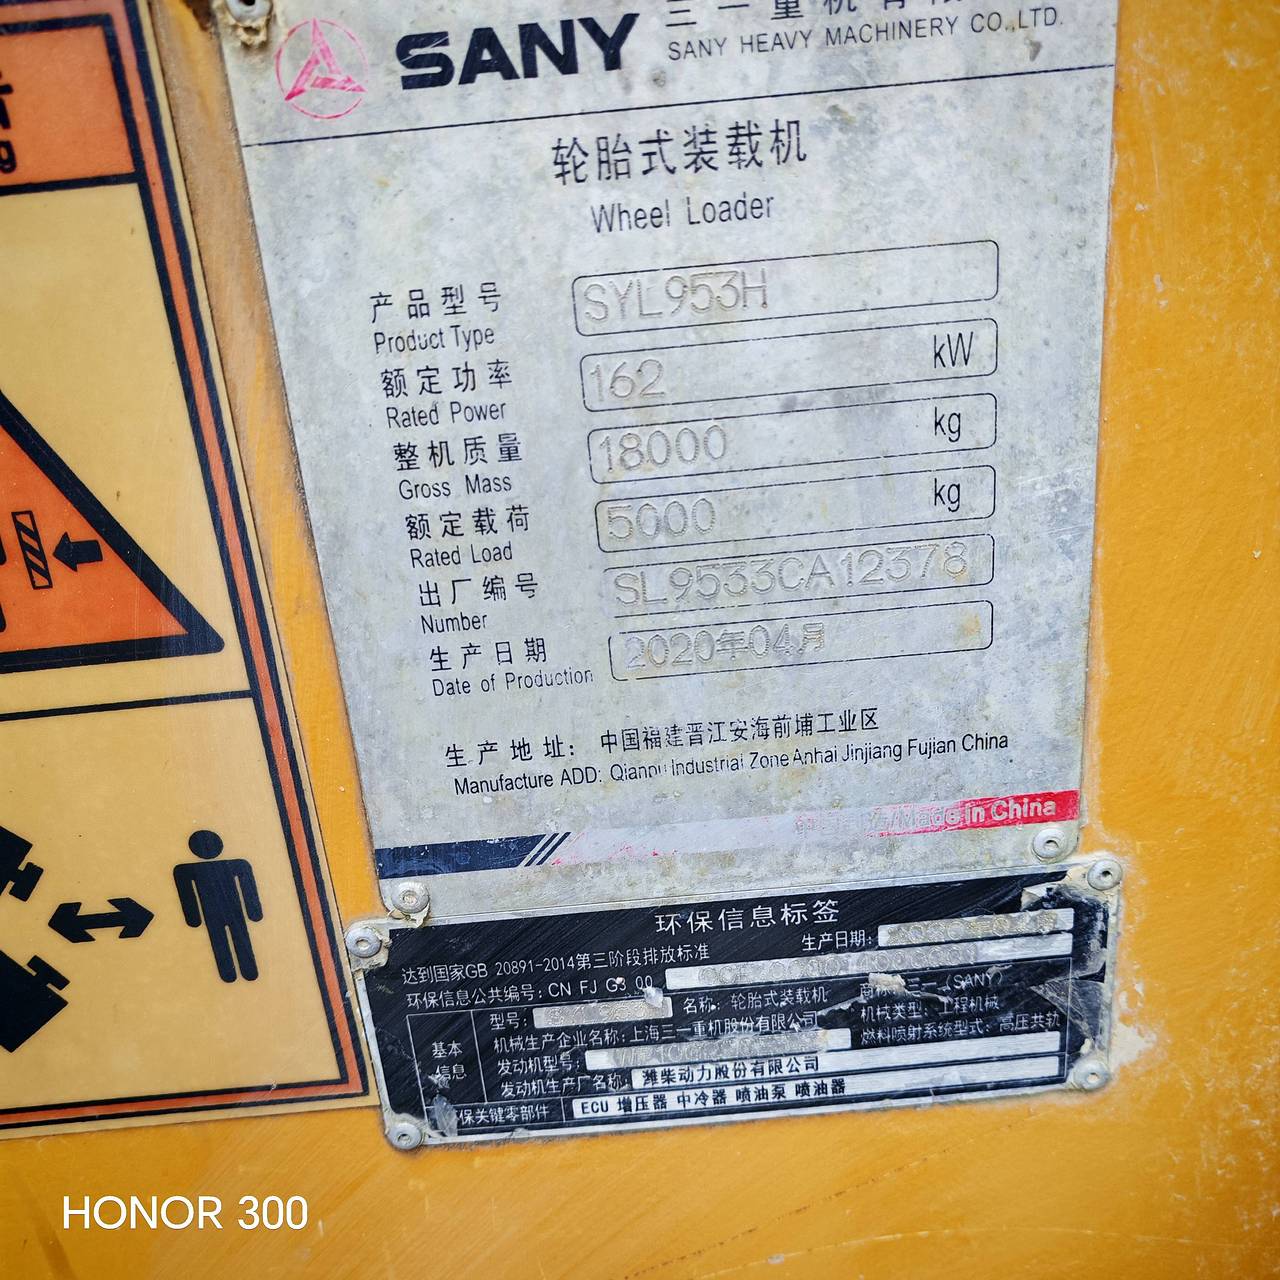 SANY
SANY HEAVY MACHINERY CO.,LTD.
轮胎式装载机
Wheel Loader
产品型号 SYL953H
Product Type
额定功率 162 kW
Rated Power
整机质量 18000 kg
Gross Mass
额定载荷 5000 kg
Rated Load
出厂编号 SL9533CA12378
Number
生产日期 2020年04月
Date of Production
生产地址: 中国福建晋江安海前埔工业区
Manufacture ADD: Qianpu Industrial Zone Anhai Jinjiang Fujian China
Made in China
环保信息标签
生产日期:
达到国家GB 20891-2014第三阶段排放标准
环保信息公共编号: CN FJ G3 00
型号: 名称: 轮胎式装载机 三一 (SANY)
机械生产企业名称: 上海三一重机股份有限公司 机械类型: 工程机械
基本信息
发动机型号: 燃料喷射系统型式: 高压共轨
发动机生产厂名称: 潍柴动力股份有限公司
保关键零部件 ECU 增压器 中冷器 喷油泵 喷油器
HONOR 300